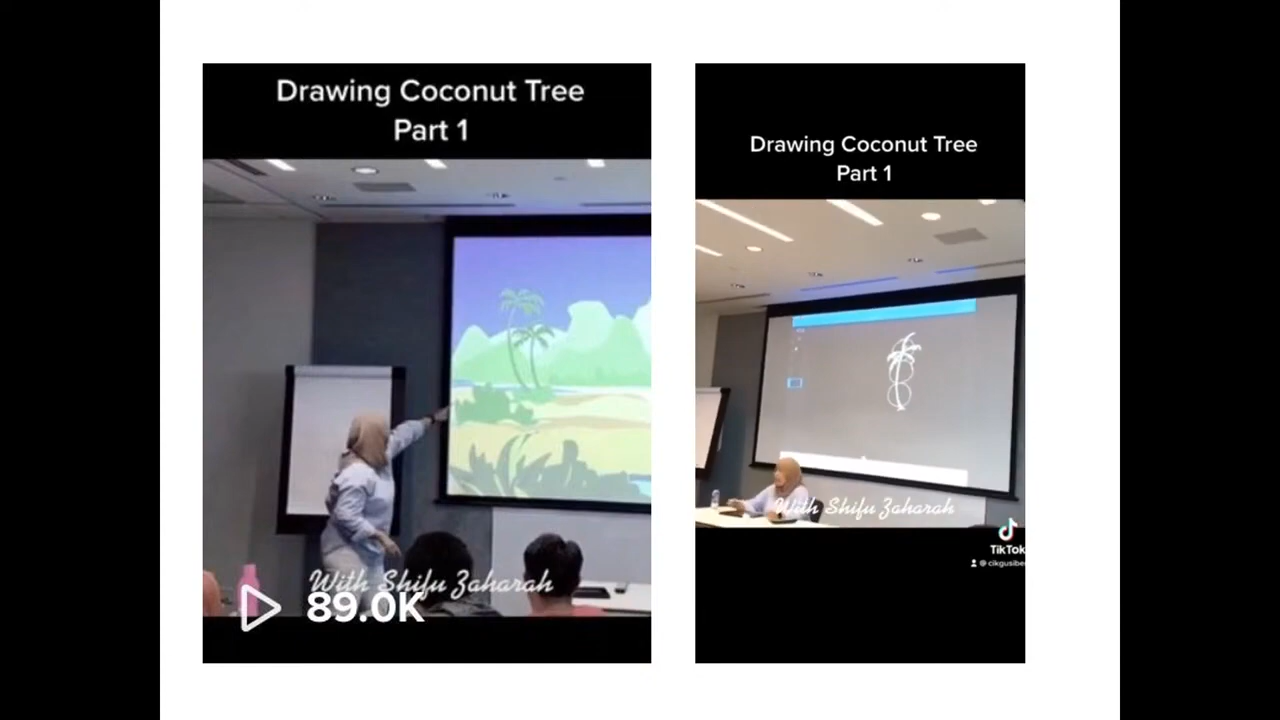 Drawing Coconut Tree
Part 1
With Shifu Zaharah
89.0K
Drawing Coconut Tree
Part 1
With Shifu Zaharah
TikTok